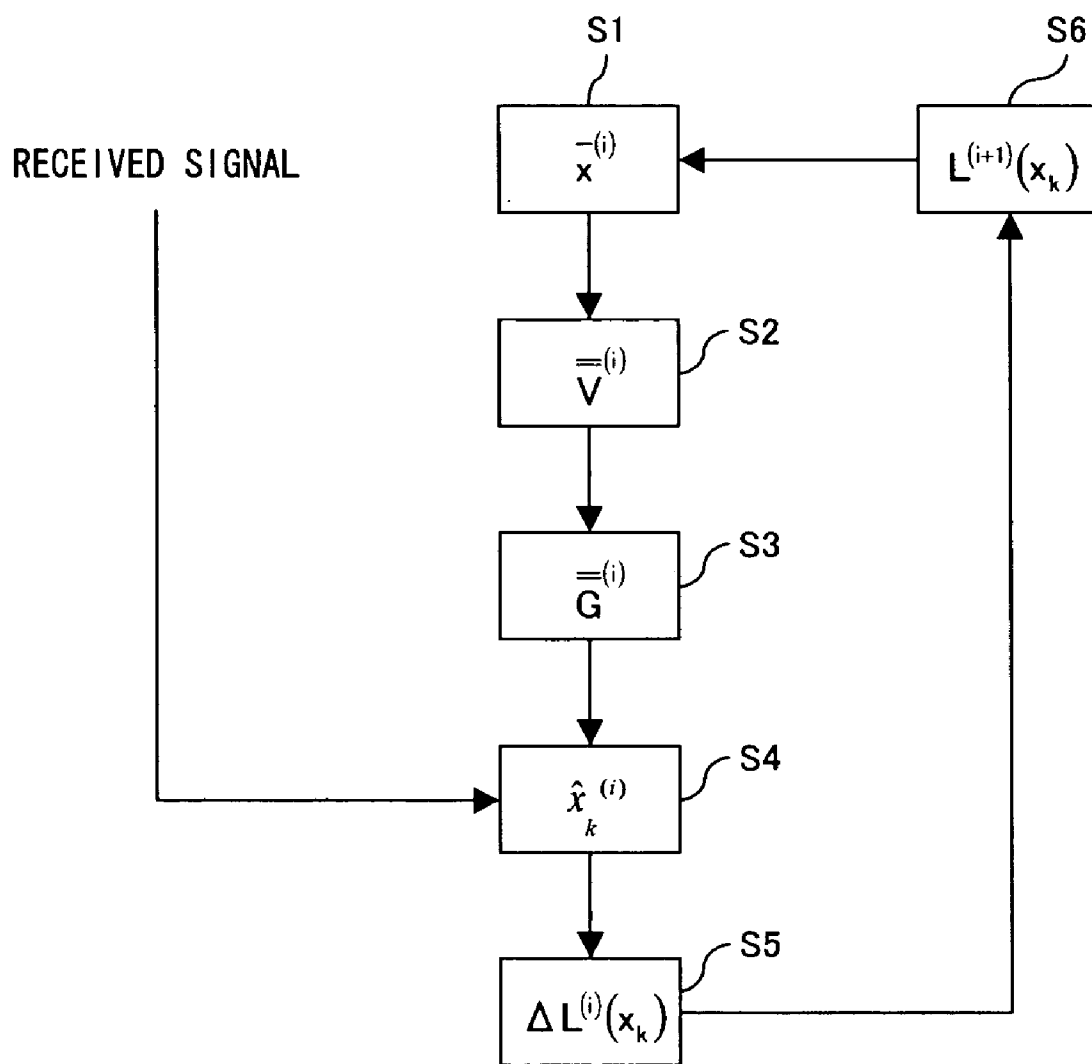 S1
S6
RECEIVED SIGNAL
x̄⁽ⁱ⁾
L⁽ⁱ⁺¹⁾(xₖ)
S2
V̿⁽ⁱ⁾
S3
G̿⁽ⁱ⁾
S4
x̂ₖ⁽ⁱ⁾
S5
ΔL⁽ⁱ⁾(xₖ)